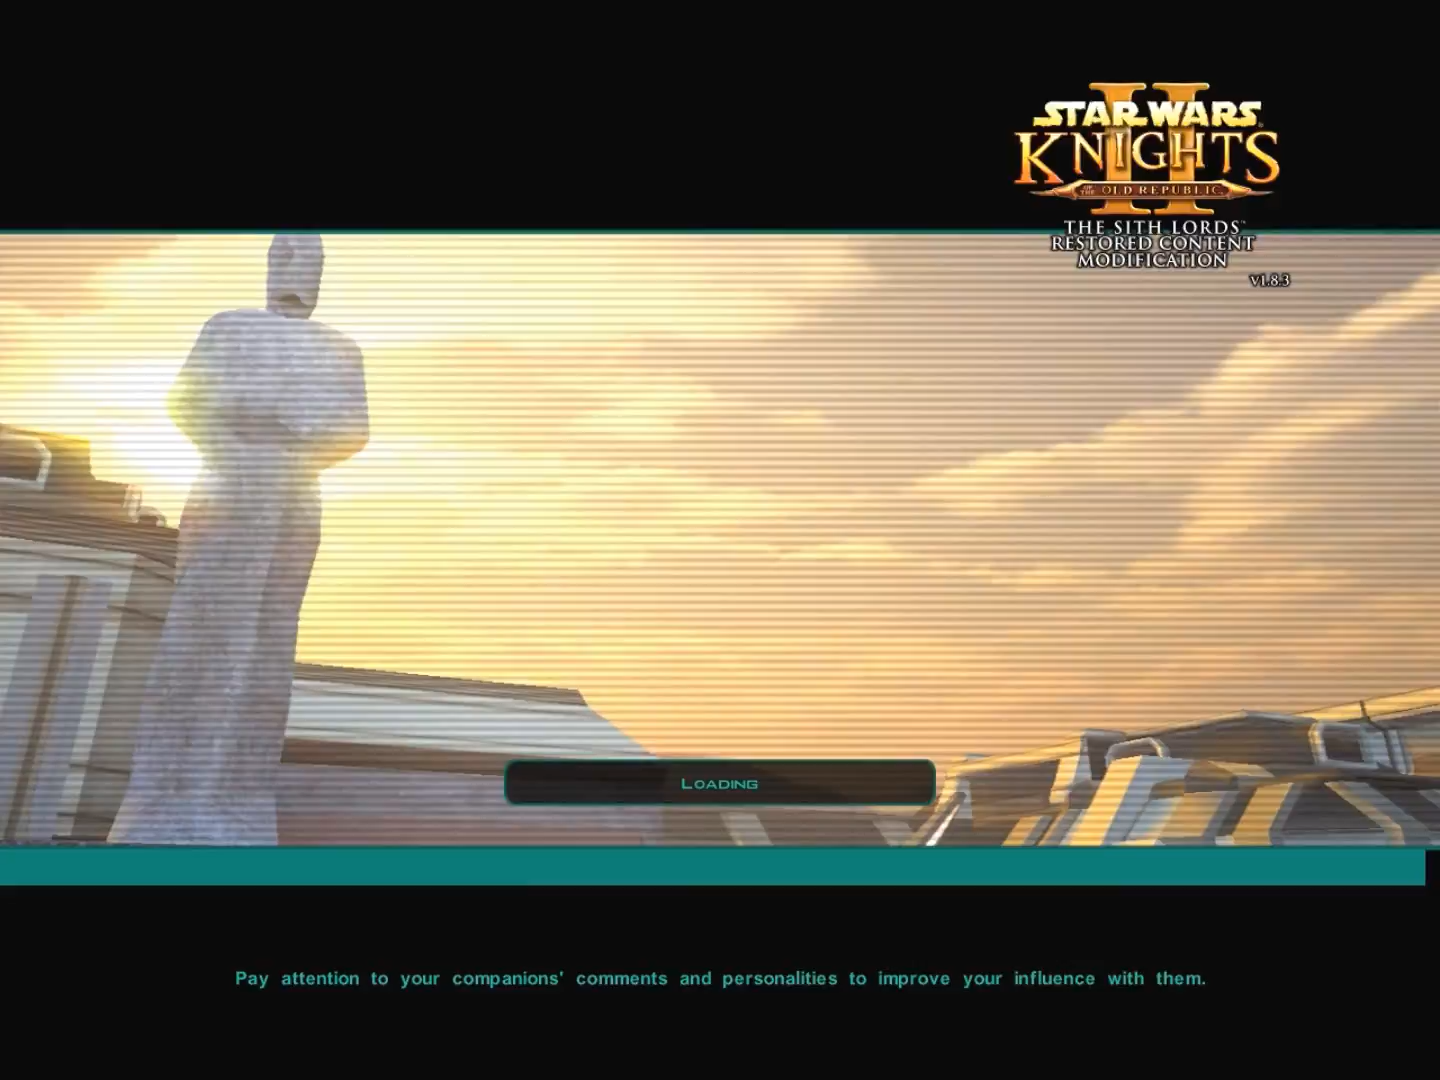 STAR WARS
KNIGHTS
II
OF THE OLD REPUBLIC
THE SITH LORDS™
RESTORED CONTENT
MODIFICATION
V1.8.3
LOADING
Pay attention to your companions' comments and personalities to improve your influence with them.